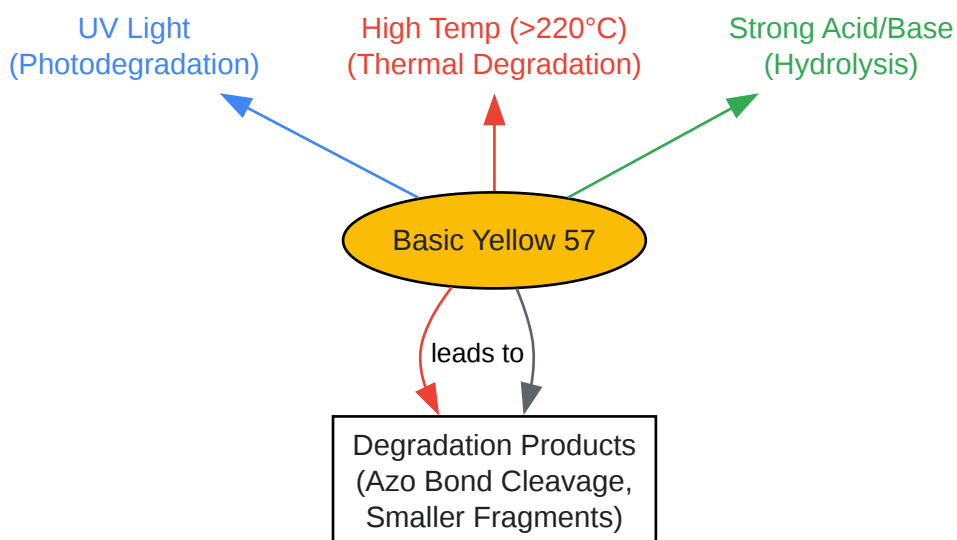 UV Light
(Photodegradation)
High Temp (>220°C)
(Thermal Degradation)
Strong Acid/Base
(Hydrolysis)
Basic Yellow 57
leads to
Degradation Products
(Azo Bond Cleavage,
Smaller Fragments)